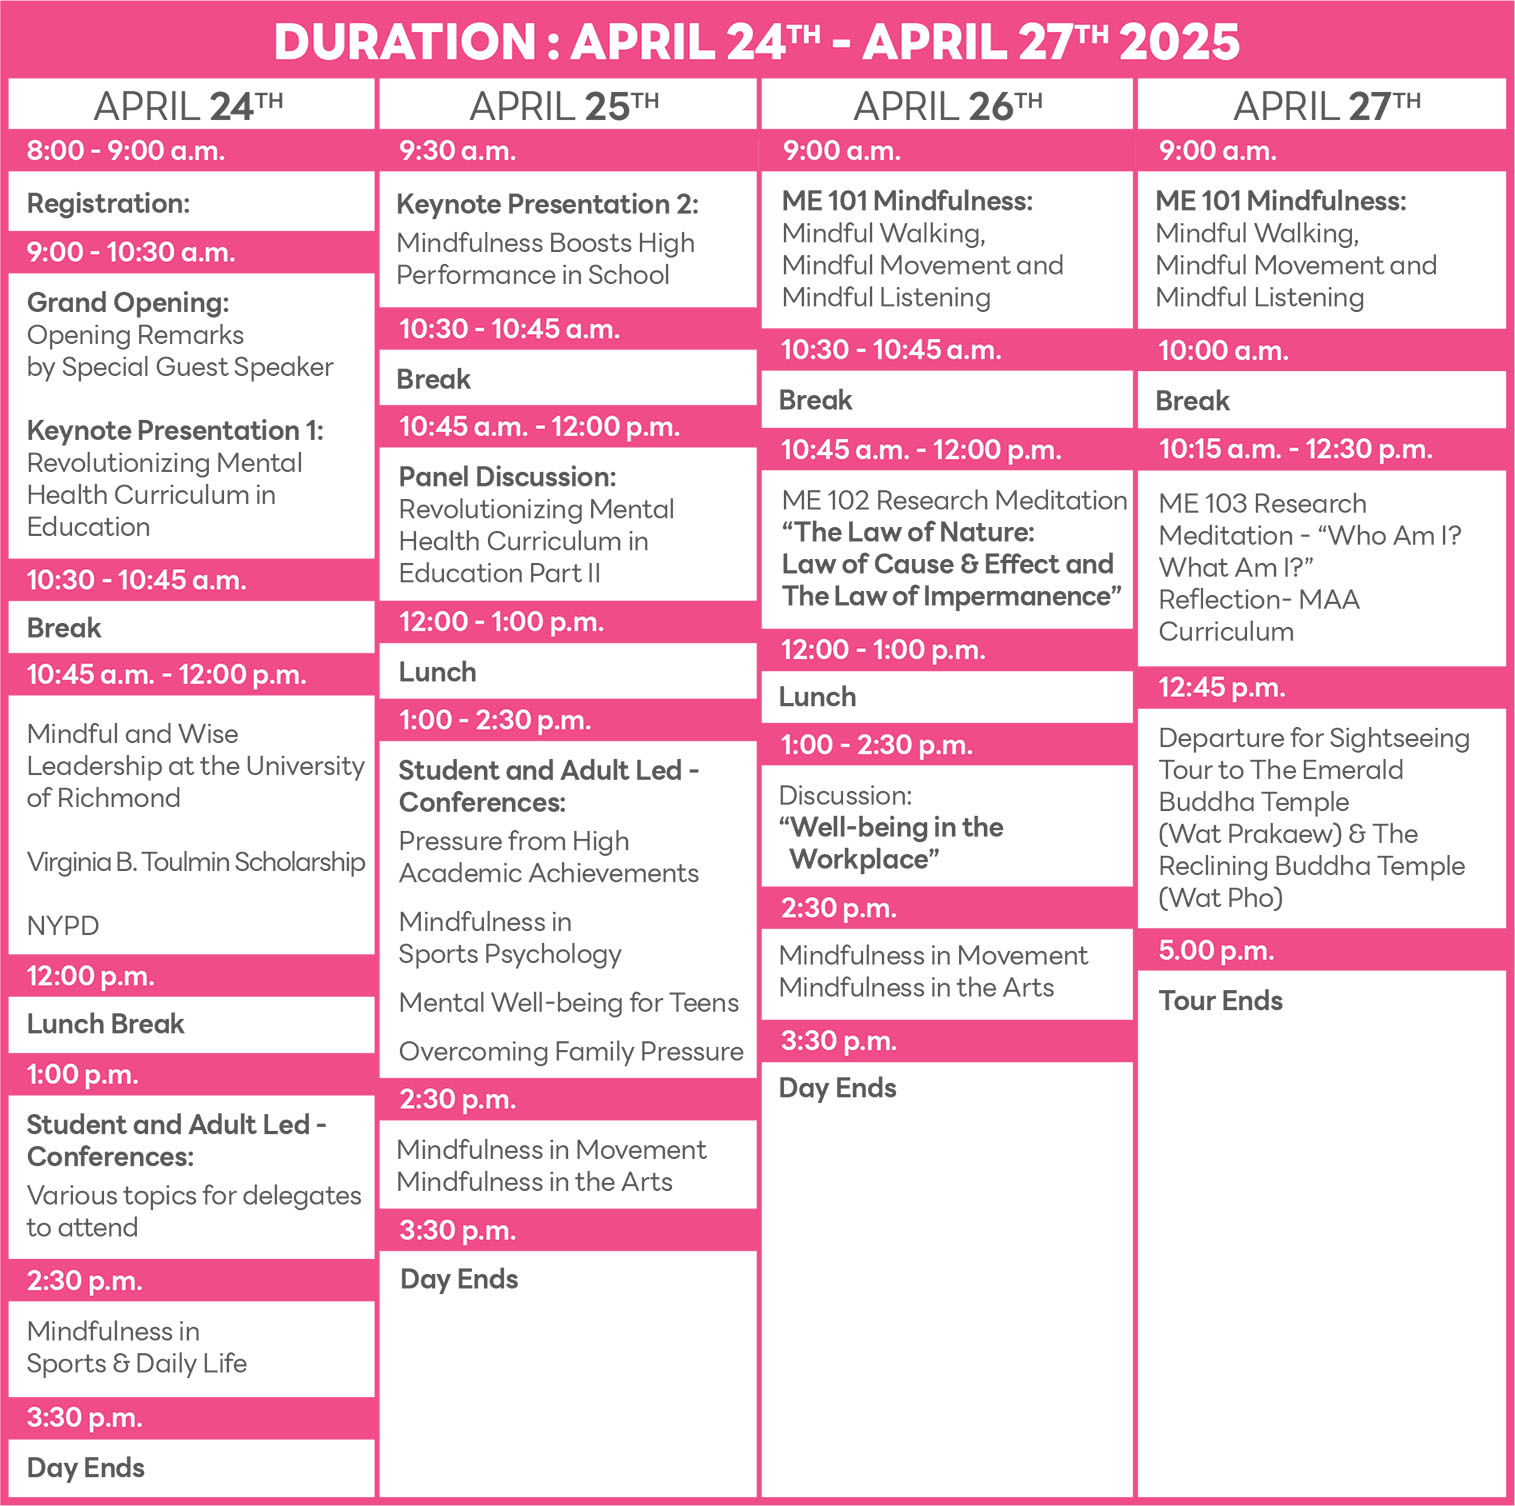 DURATION : APRIL 24TH - APRIL 27TH 2025
APRIL 24TH
8:00 - 9:00 a.m.
Registration:
9:00 - 10:30 a.m.
Grand Opening:
Opening Remarks
by Special Guest Speaker
Keynote Presentation 1:
Revolutionizing Mental
Health Curriculum in
Education
10:30 - 10:45 a.m.
Break
10:45 a.m. - 12:00 p.m.
Mindful and Wise
Leadership at the University
of Richmond
Virginia B. Toulmin Scholarship
NYPD
12:00 p.m.
Lunch Break
1:00 p.m.
Student and Adult Led -
Conferences:
Various topics for delegates
to attend
2:30 p.m.
Mindfulness in
Sports & Daily Life
3:30 p.m.
Day Ends
APRIL 25TH
9:30 a.m.
Keynote Presentation 2:
Mindfulness Boosts High
Performance in School
10:30 - 10:45 a.m.
Break
10:45 a.m. - 12:00 p.m.
Panel Discussion:
Revolutionizing Mental
Health Curriculum in
Education Part II
12:00 - 1:00 p.m.
Lunch
1:00 - 2:30 p.m.
Student and Adult Led -
Conferences:
Pressure from High
Academic Achievements
Mindfulness in
Sports Psychology
Mental Well-being for Teens
Overcoming Family Pressure
2:30 p.m.
Mindfulness in Movement
Mindfulness in the Arts
3:30 p.m.
Day Ends
APRIL 26TH
9:00 a.m.
ME 101 Mindfulness:
Mindful Walking,
Mindful Movement and
Mindful Listening
10:30 - 10:45 a.m.
Break
10:45 a.m. - 12:00 p.m.
ME 102 Research Meditation
“The Law of Nature:
Law of Cause & Effect and
The Law of Impermanence”
12:00 - 1:00 p.m.
Lunch
1:00 - 2:30 p.m.
Discussion:
“Well-being in the
Workplace”
2:30 p.m.
Mindfulness in Movement
Mindfulness in the Arts
3:30 p.m.
Day Ends
APRIL 27TH
9:00 a.m.
ME 101 Mindfulness:
Mindful Walking,
Mindful Movement and
Mindful Listening
10:00 a.m.
Break
10:15 a.m. - 12:30 p.m.
ME 103 Research
Meditation - “Who Am I?
What Am I?”
Reflection- MAA
Curriculum
12:45 p.m.
Departure for Sightseeing
Tour to The Emerald
Buddha Temple
(Wat Prakaew) & The
Reclining Buddha Temple
(Wat Pho)
5.00 p.m.
Tour Ends